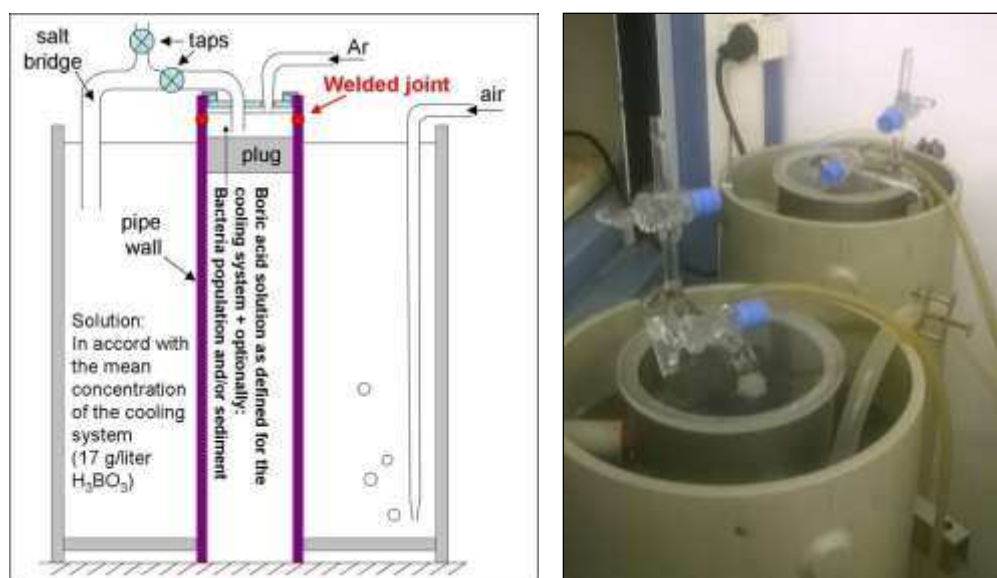 salt
bridge
taps
Ar
Welded joint
air
plug
pipe
wall
Boric acid solution as defined for the
cooling system + optionally:
Bacteria population and/or sediment
Solution:
In accord with
the mean
concentration
of the cooling
system
(17 g/liter
H₃BO₃)